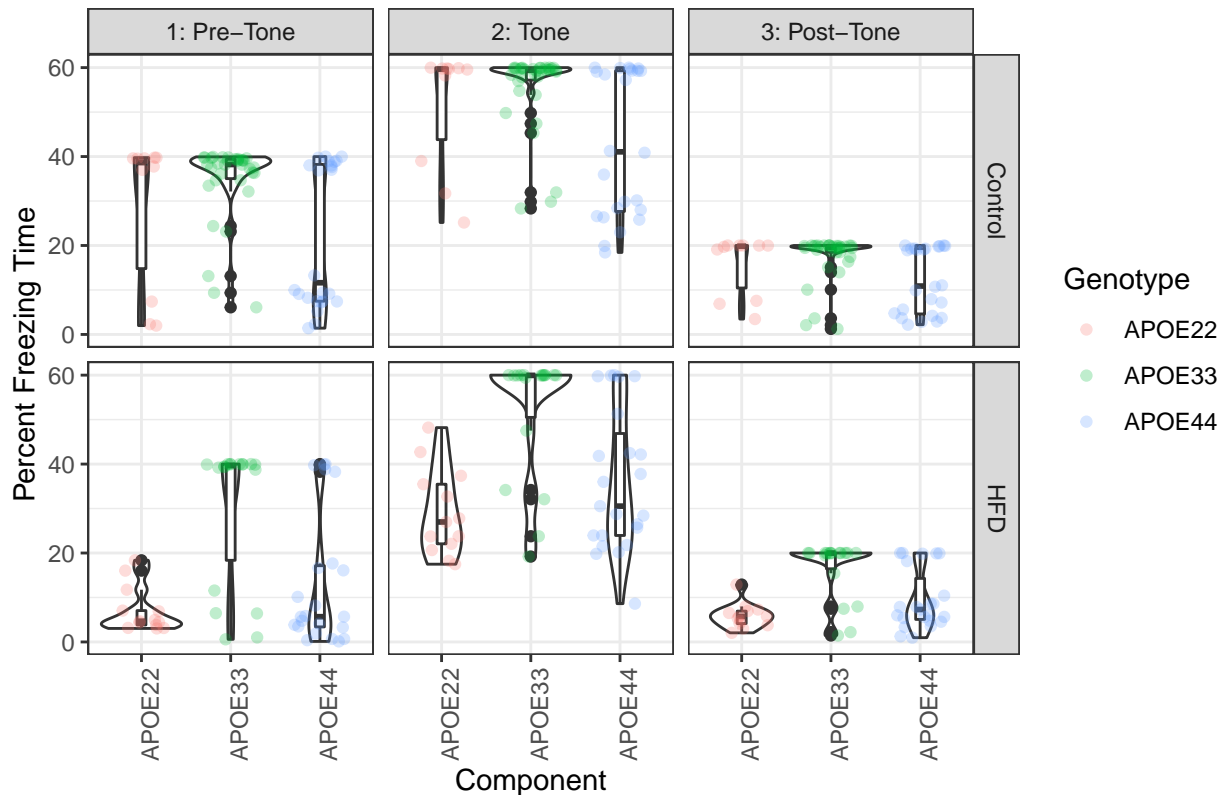 1: Pre−Tone
2: Tone
3: Post−Tone
Percent Freezing Time
60
40
20
0
Control
60
40
20
0
HFD
APOE22
APOE33
APOE44
APOE22
APOE33
APOE44
APOE22
APOE33
APOE44
Component
Genotype
APOE22
APOE33
APOE44